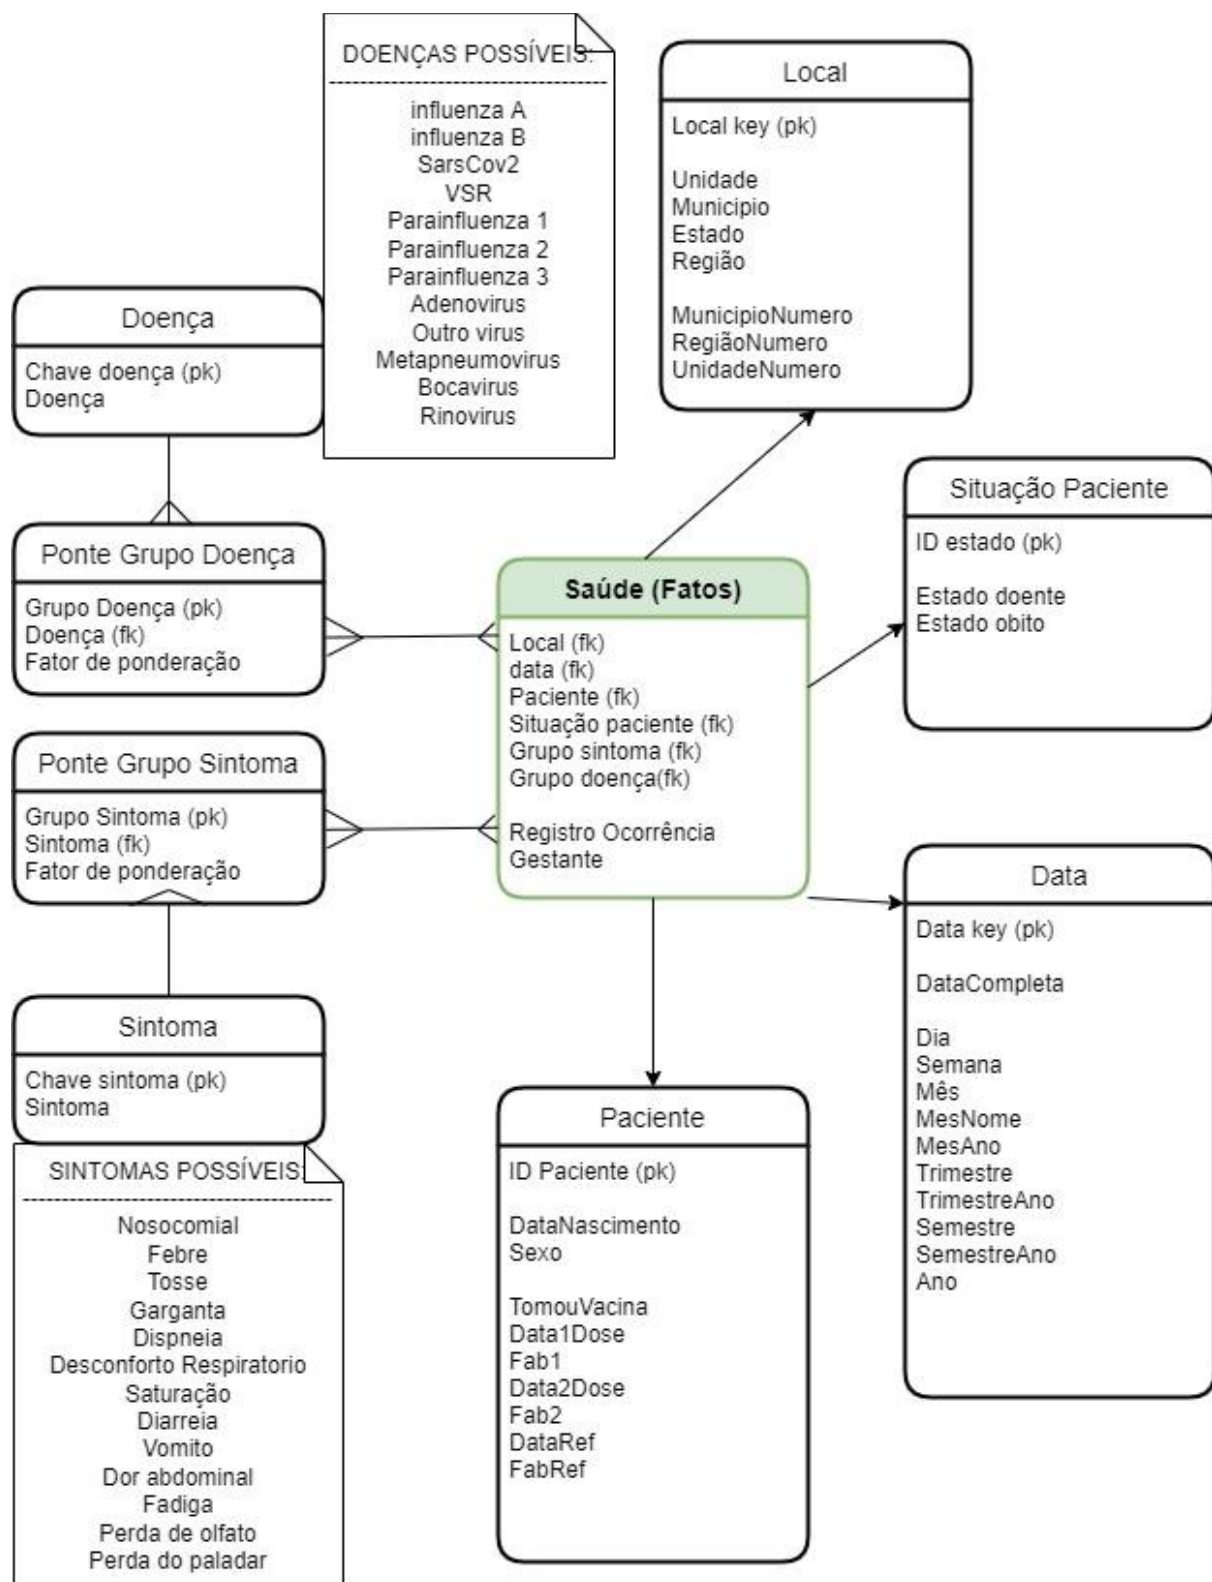 DOENÇAS POSSÍVEIS:
influenza A
influenza B
SarsCov2
VSR
Parainfluenza 1
Parainfluenza 2
Parainfluenza 3
Adenovirus
Outro virus
Metapneumovirus
Bocavirus
Rinovirus
Local
Local key (pk)
Unidade
Municipio
Estado
Região
MunicipioNumero
RegiãoNumero
UnidadeNumero
Doença
Chave doença (pk)
Doença
Situação Paciente
ID estado (pk)
Estado doente
Estado obito
Ponte Grupo Doença
Grupo Doença (pk)
Doença (fk)
Fator de ponderação
Saúde (Fatos)
Local (fk)
data (fk)
Paciente (fk)
Situação paciente (fk)
Grupo sintoma (fk)
Grupo doença(fk)
Registro Ocorrência
Gestante
Ponte Grupo Sintoma
Grupo Sintoma (pk)
Sintoma (fk)
Fator de ponderação
Data
Data key (pk)
DataCompleta
Dia
Semana
Mês
MesNome
MesAno
Trimestre
TrimestreAno
Semestre
SemestreAno
Ano
Sintoma
Chave sintoma (pk)
Sintoma
SINTOMAS POSSÍVEIS:
Nosocomial
Febre
Tosse
Garganta
Dispneia
Desconforto Respiratorio
Saturação
Diarreia
Vomito
Dor abdominal
Fadiga
Perda de olfato
Perda do paladar
Paciente
ID Paciente (pk)
DataNascimento
Sexo
TomouVacina
Data1Dose
Fab1
Data2Dose
Fab2
DataRef
FabRef